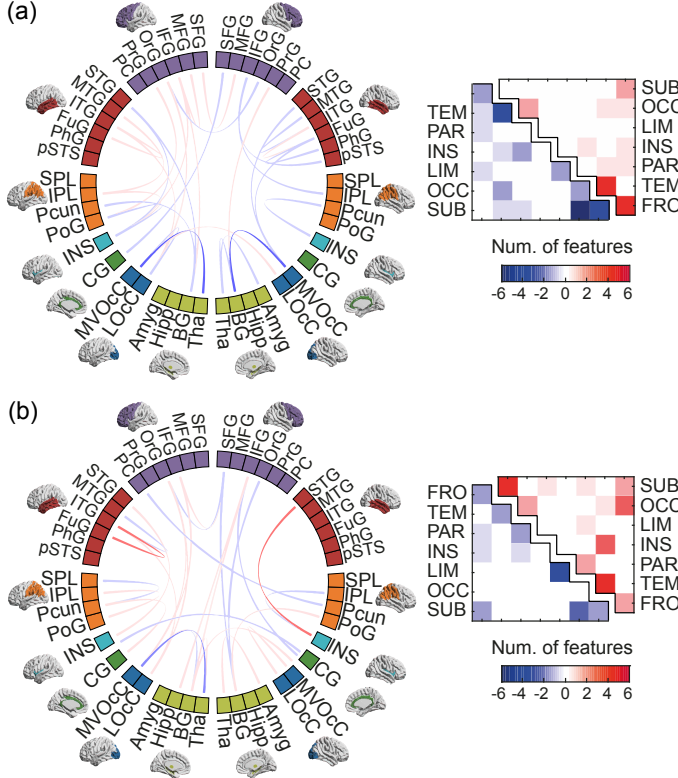 (a)
PrC
PrG
OrG
IFG
MFG
SFG
SFG
MFG
IFG
OrG
PrG
PC
STG
MTG
ITG
FuG
PhG
pSTS
STG
MTG
ITG
FuG
PhG
pSTS
SPL
IPL
Pcun
PoG
SPL
IPL
Pcun
PoG
INS
CG
MVOcC
LOcC
INS
CG
MVOcC
LOcC
Amyg
Hipp
BG
Tha
Tha
BG
Hipp
Amyg
TEM
PAR
INS
LIM
OCC
SUB
SUB
OCC
LIM
INS
PAR
TEM
FRO
Num. of features
-6 -4 -2 0 2 4 6
(b)
PC
PrG
OrG
IFG
MFG
SFG
SFG
MFG
IFG
OrG
PrG
PC
STG
MTG
ITG
FuG
PhG
pSTS
STG
MTG
ITG
FuG
PhG
pSTS
SPL
IPL
Pcun
PoG
SPL
IPL
Pcun
PoG
INS
CG
MVOcC
LOcC
INS
CG
MVOcC
LOcC
Amyg
Hipp
BG
Tha
Tha
BG
Hipp
Amyg
FRO
TEM
PAR
INS
LIM
OCC
SUB
SUB
OCC
LIM
INS
PAR
TEM
FRO
Num. of features
-6 -4 -2 0 2 4 6